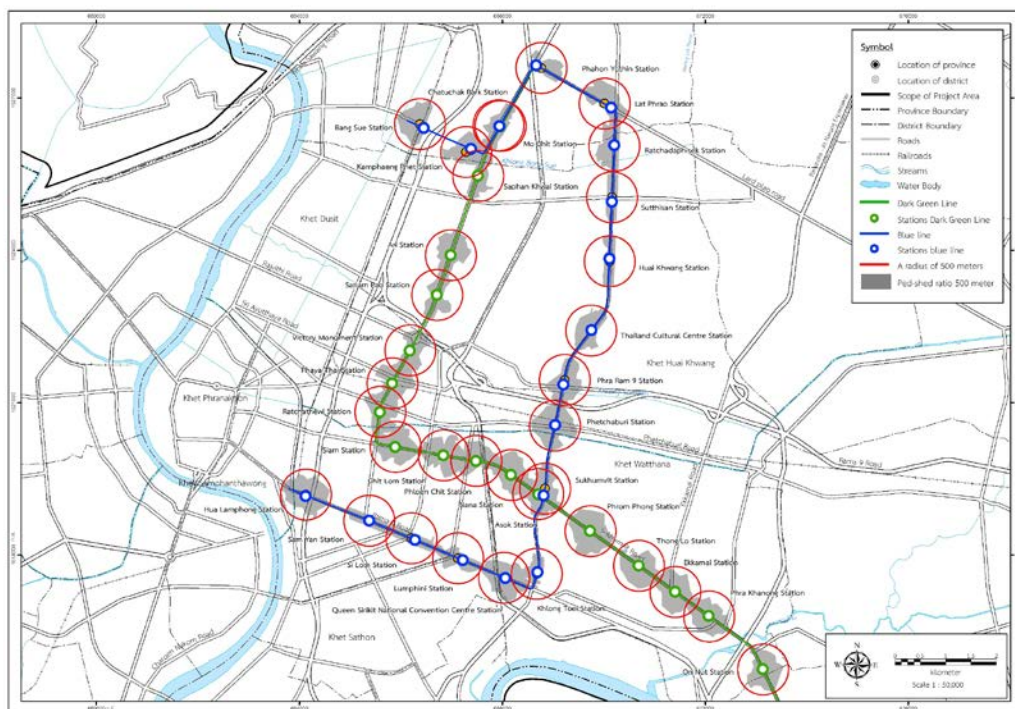 Phahon Yothin Station
Chatuchak Park Station
Lat Phrao Station
Bang Sue Station
Mo Chit Station
Ratchadaphisek Station
Kamphaeng Phet Station
Saphan Khwai Station
Sutthisan Station
Khet Dusit
Ari Station
Huai Khwang Station
Sanam Pao Station
Victory Monument Station
Thailand Cultural Centre Station
Khet Huai Khwang
Phaya Thai Station
Phra Ram 9 Station
Khet Phranakhon
Ratchathewi Station
Phetchaburi Station
Siam Station
Phetchaburi Road
Rama 9 Road
Khet Watthana
Chit Lom Station
Phloen Chit Station
Sukhumvit Station
Nana Station
Phrom Phong Station
Hua Lamphong Station
Asok Station
Sam Yan Station
Thong Lo Station
Si Lom Station
Ekkamai Station
Lumphini Station
Phra Khanong Station
Queen Sirikit National Convention Centre Station
Khlong Toei Station
Khet Sathon
On Nut Station
Symbol
Location of province
Location of district
Scope of Project Area
Province Boundary
District Boundary
Roads
Railroads
Streams
Water Body
Dark Green Line
Stations Dark Green Line
Blue line
Stations blue line
A radius of 500 meters
Ped-shed ratio 500 meter
N
W
E
S
kilometer
Scale 1 : 50,000